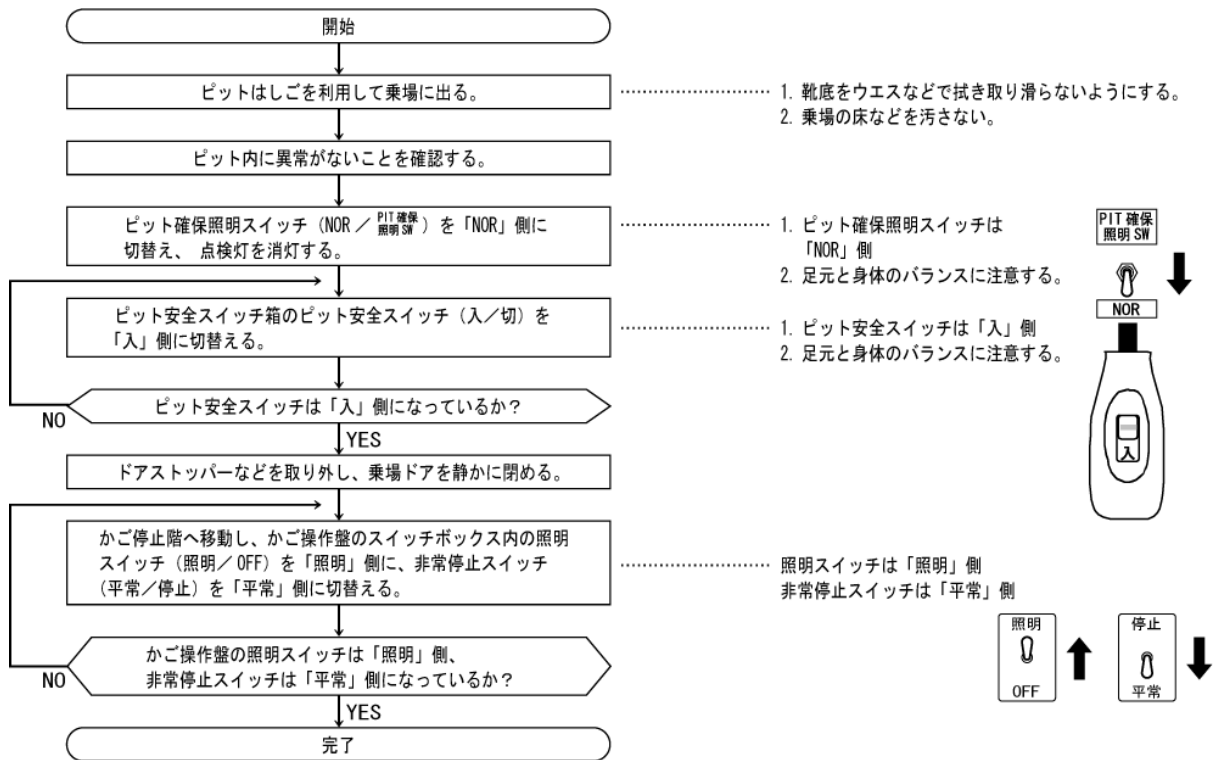 開始
ピットはしごを利用して乗場に出る。
1. 靴底をウエスなどで拭き取り滑らないようにする。
2. 乗場の床などを汚さない。
ピット内に異常がないことを確認する。
ピット確保照明スイッチ（NOR／PIT確保照明SW）を「NOR」側に
切替え、 点検灯を消灯する。
1. ピット確保照明スイッチは
「NOR」側
2. 足元と身体のバランスに注意する。
PIT確保
照明SW
NOR
ピット安全スイッチ箱のピット安全スイッチ（入／切）を
「入」側に切替える。
1. ピット安全スイッチは「入」側
2. 足元と身体のバランスに注意する。
入
ピット安全スイッチは「入」側になっているか？
NO
YES
ドアストッパーなどを取り外し、乗場ドアを静かに閉める。
かご停止階へ移動し、かご操作盤のスイッチボックス内の照明
スイッチ（照明／OFF）を「照明」側に、非常停止スイッチ
（平常／停止）を「平常」側に切替える。
照明スイッチは「照明」側
非常停止スイッチは「平常」側
照明
OFF
停止
平常
かご操作盤の照明スイッチは「照明」側、
非常停止スイッチは「平常」側になっているか？
NO
YES
完了